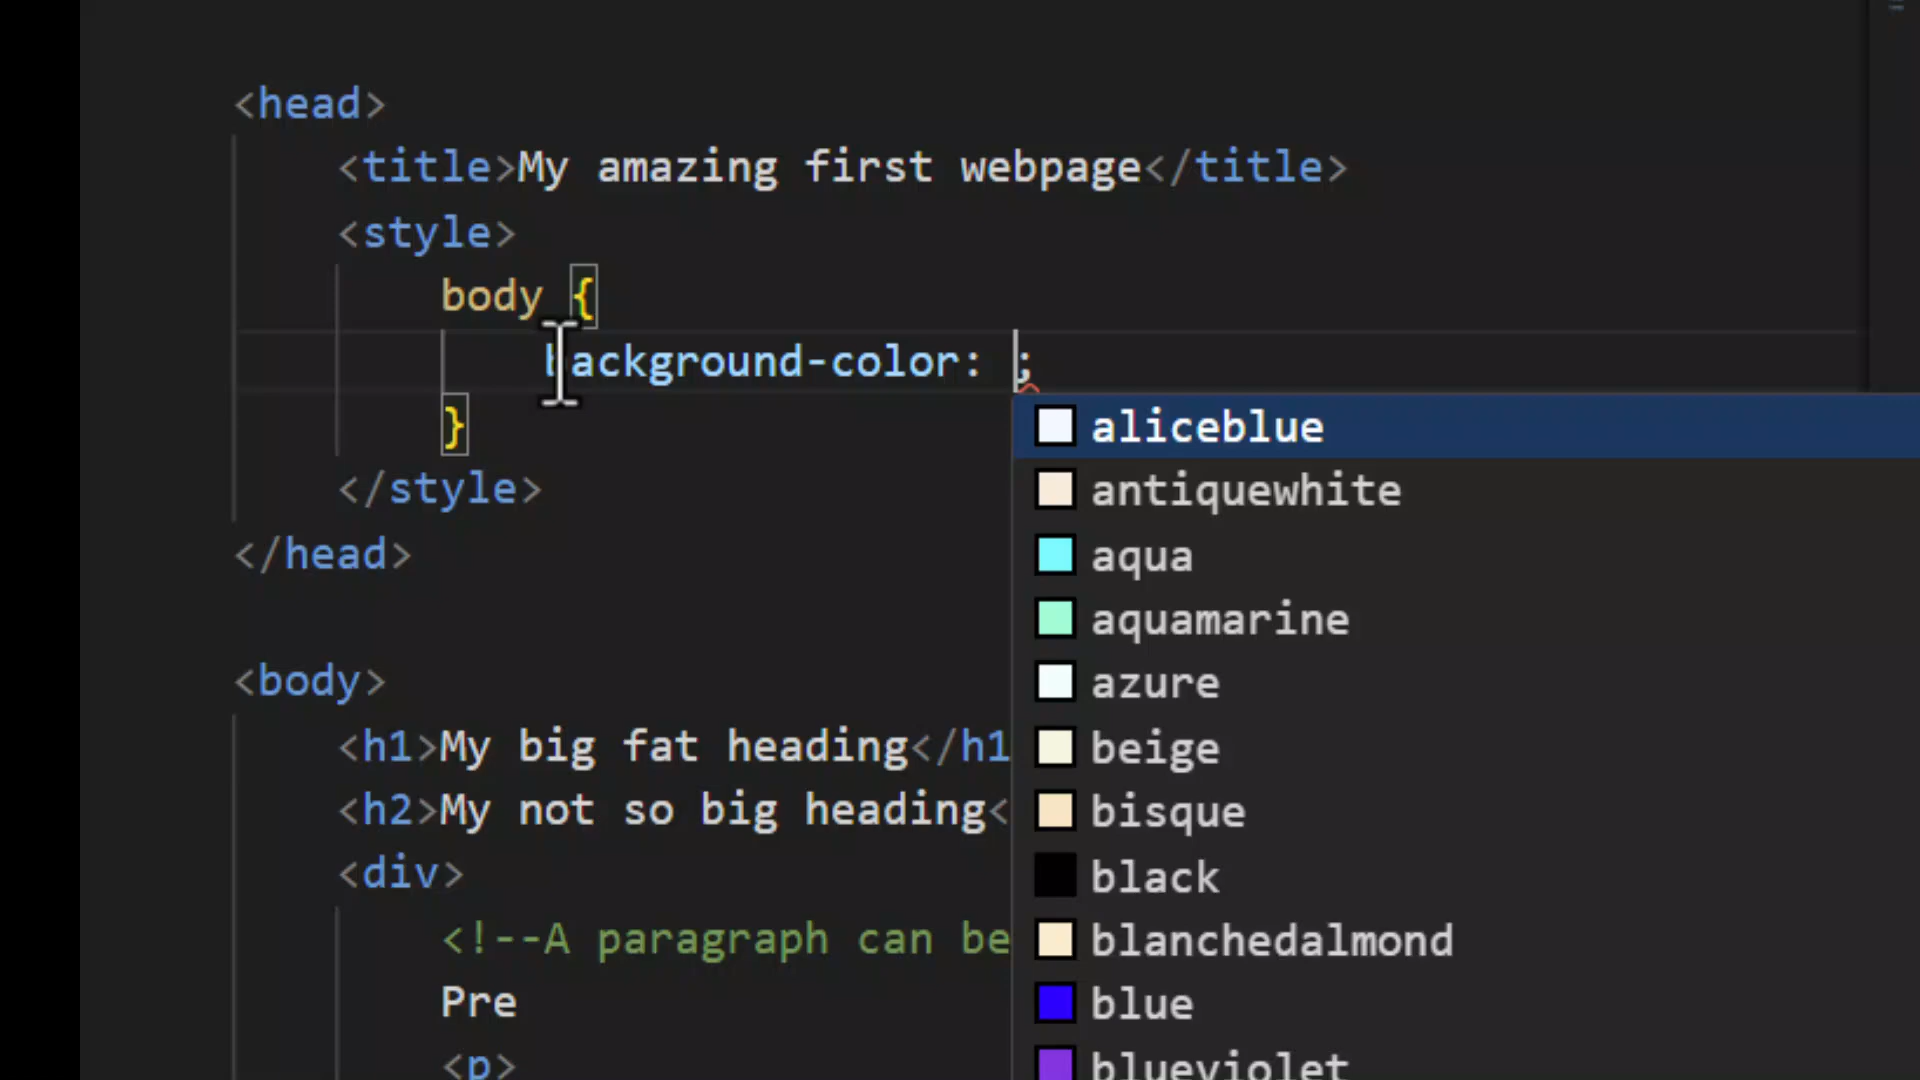 <head>
<title>My amazing first webpage</title>
<style>
body {
background-color: ;
}
</style>
</head>
<body>
<h1>My big fat heading</h1
<h2>My not so big heading<
<div>
<!--A paragraph can be
Pre
<p>
aliceblue
antiquewhite
aqua
aquamarine
azure
beige
bisque
black
blanchedalmond
blue
blueviolet